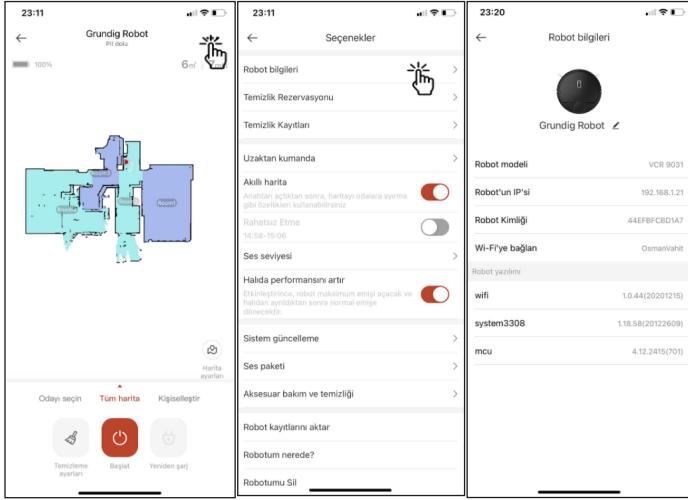 23:11
Grundig Robot
Pil dolu
100%
6㎡
Harita
ayarları
Odayı seçin
Tüm harita
Kişiselleştir
Temizleme
ayarları
Başlat
Yeniden şarj
23:11
Seçenekler
Robot bilgileri
Temizlik Rezervasyonu
Temizlik Kayıtları
Uzaktan kumanda
Akıllı harita
Anahtarı açtıktan sonra, haritayı odalara ayırma
gibi özellikleri kullanabilirsiniz
Rahatsız Etme
14:58-15:06
Ses seviyesi
Halıda performansını artır
Etkinleştirince, robot maksimum emişi açacak ve
halıdan ayrıldıktan sonra normal emişe
dönecektir.
Sistem güncelleme
Ses paketi
Aksesuar bakım ve temizliği
Robot kayıtlarını aktar
Robotum nerede?
Robotumu Sil
23:20
Robot bilgileri
Grundig Robot
Robot modeli
VCR 9031
Robot'un IP'si
192.168.1.21
Robot Kimliği
44EFBFCBD1A7
Wi-Fi'ye bağlan
OsmanVahit
Robot yazılımı
wifi
1.0.44(20201215)
system3308
1.18.58(20122609)
mcu
4.12.2415(701)